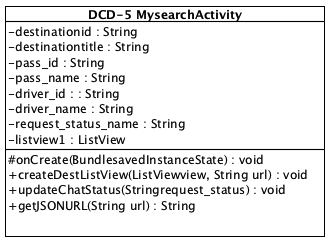 DCD-5 MysearchActivity
-destinationid : String
-destinationtitle : String
-pass_id : String
-pass_name : String
-driver_id : : String
-driver_name : String
-request_status_name : String
-listview1 : ListView
#onCreate(BundlesavedInstanceState) : void
+createDestListView(ListViewview, String url) : void
+updateChatStatus(Stringrequest_status) : void
+getJSONURL(String url) : String